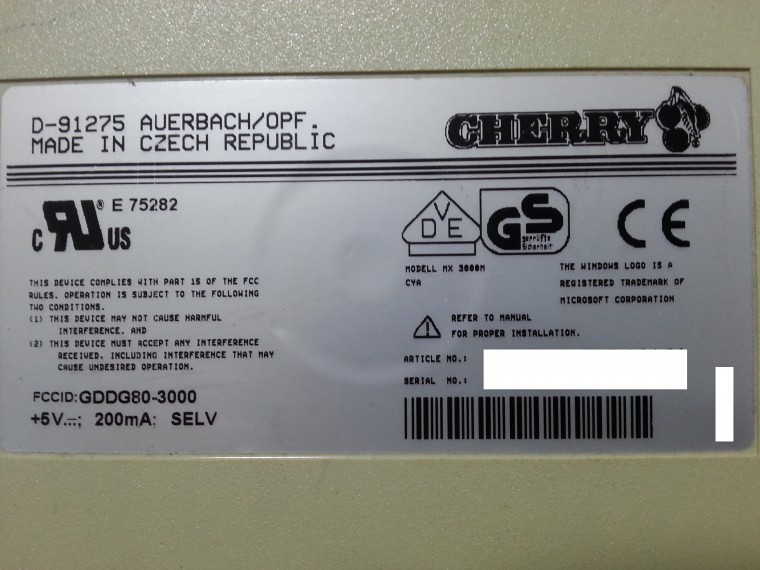 D-91275 AUERBACH/OPF.
MADE IN CZECH REPUBLIC
CHERRY
® E 75282
C RU US
VDE
GS
geprüfte
Sicherheit
CE
MODELL MX 3000M
CYA
THE WINDOWS LOGO IS A
REGISTERED TRADEMARK OF
MICROSOFT CORPORATION
THIS DEVICE COMPLIES WITH PART 15 OF THE FCC
RULES. OPERATION IS SUBJECT TO THE FOLLOWING
TWO CONDITIONS.
(1) THIS DEVICE MAY NOT CAUSE HARMFUL
INTERFERENCE. AND
(2) THIS DEVICE MUST ACCEPT ANY INTERFERENCE
RECEIVED. INCLUDING INTERFERENCE THAT MAY
CAUSE UNDESIRED OPERATION.
REFER TO MANUAL
FOR PROPER INSTALLATION.
ARTICLE NO.:
SERIAL NO.:
FCCID:GDDG80-3000
+5V⎓; 200mA; SELV